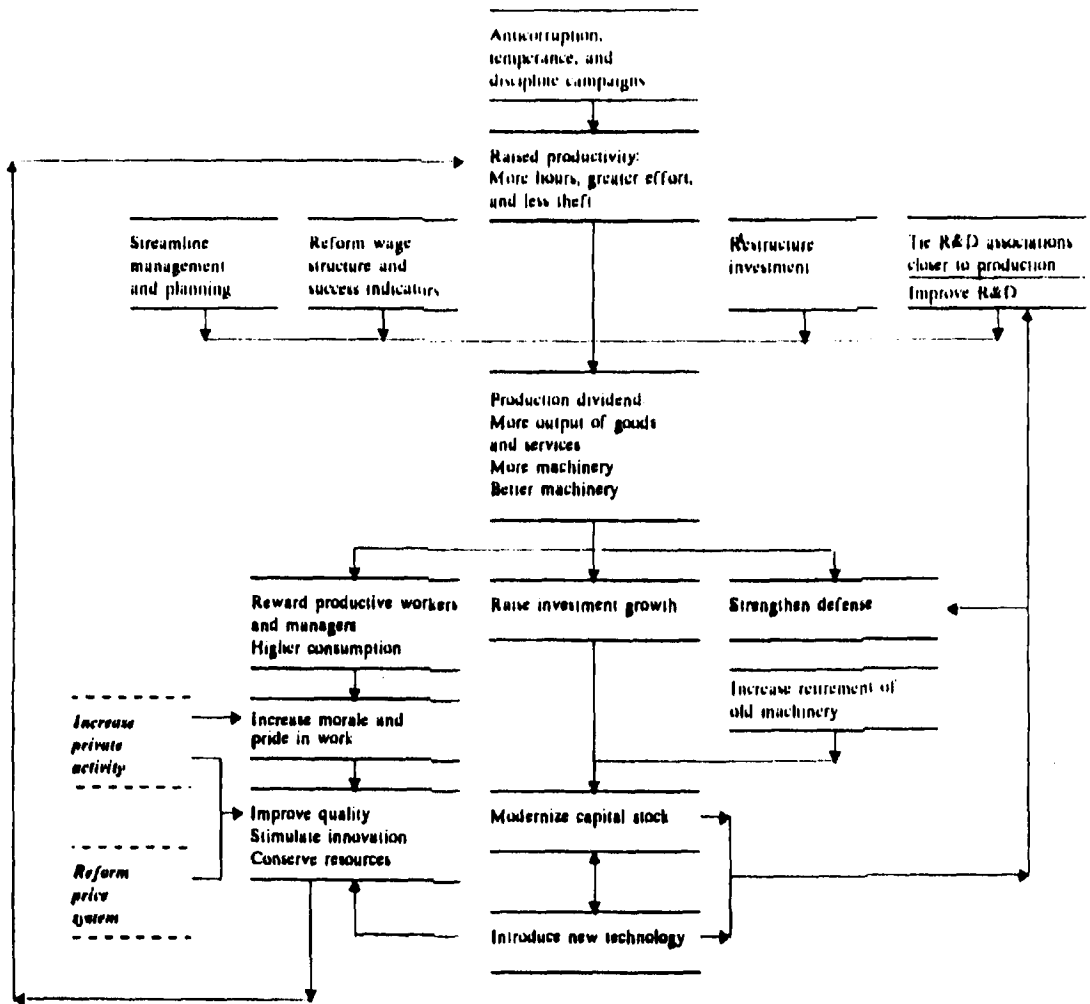 Anticorruption,
temperance, and
discipline campaigns
Raised productivity:
More hours, greater effort,
and less theft
Streamline
management
and planning
Reform wage
structure and
success indicators
Restructure
investment
Tie R&D associations
closer to production
Improve R&D
Production dividend
More output of goods
and services
More machinery
Better machinery
Reward productive workers
and managers
Higher consumption
Raise investment growth
Strengthen defense
Increase retirement of
old machinery
Increase
private
activity
Increase morale and
pride in work
Improve quality
Stimulate innovation
Conserve resources
Modernize capital stock
Reform
price
system
Introduce new technology